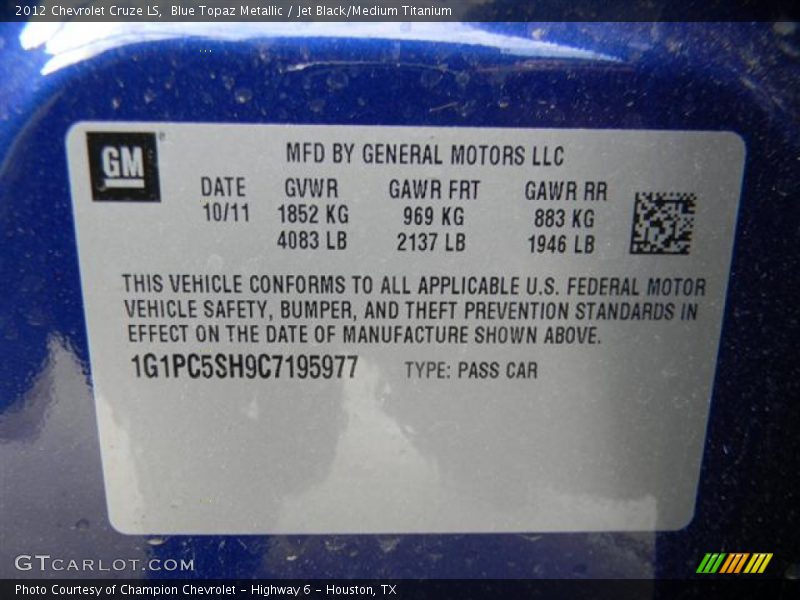 2012 Chevrolet Cruze LS,  Blue Topaz Metallic / Jet Black/Medium Titanium
GM
MFD BY GENERAL MOTORS LLC
DATE GVWR GAWR FRT GAWR RR
10/11 1852 KG 969 KG 883 KG
4083 LB 2137 LB 1946 LB
THIS VEHICLE CONFORMS TO ALL APPLICABLE U.S. FEDERAL MOTOR
VEHICLE SAFETY, BUMPER, AND THEFT PREVENTION STANDARDS IN
EFFECT ON THE DATE OF MANUFACTURE SHOWN ABOVE.
1G1PC5SH9C7195977 TYPE: PASS CAR
GTCARLOT.COM
Photo Courtesy of Champion Chevrolet - Highway 6 - Houston, TX